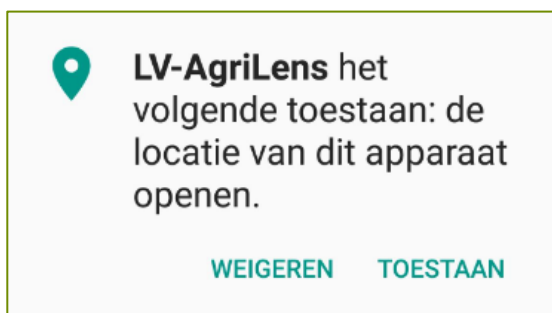 LV-AgriLens het
volgende toestaan: de
locatie van dit apparaat
openen.
WEIGEREN TOESTAAN